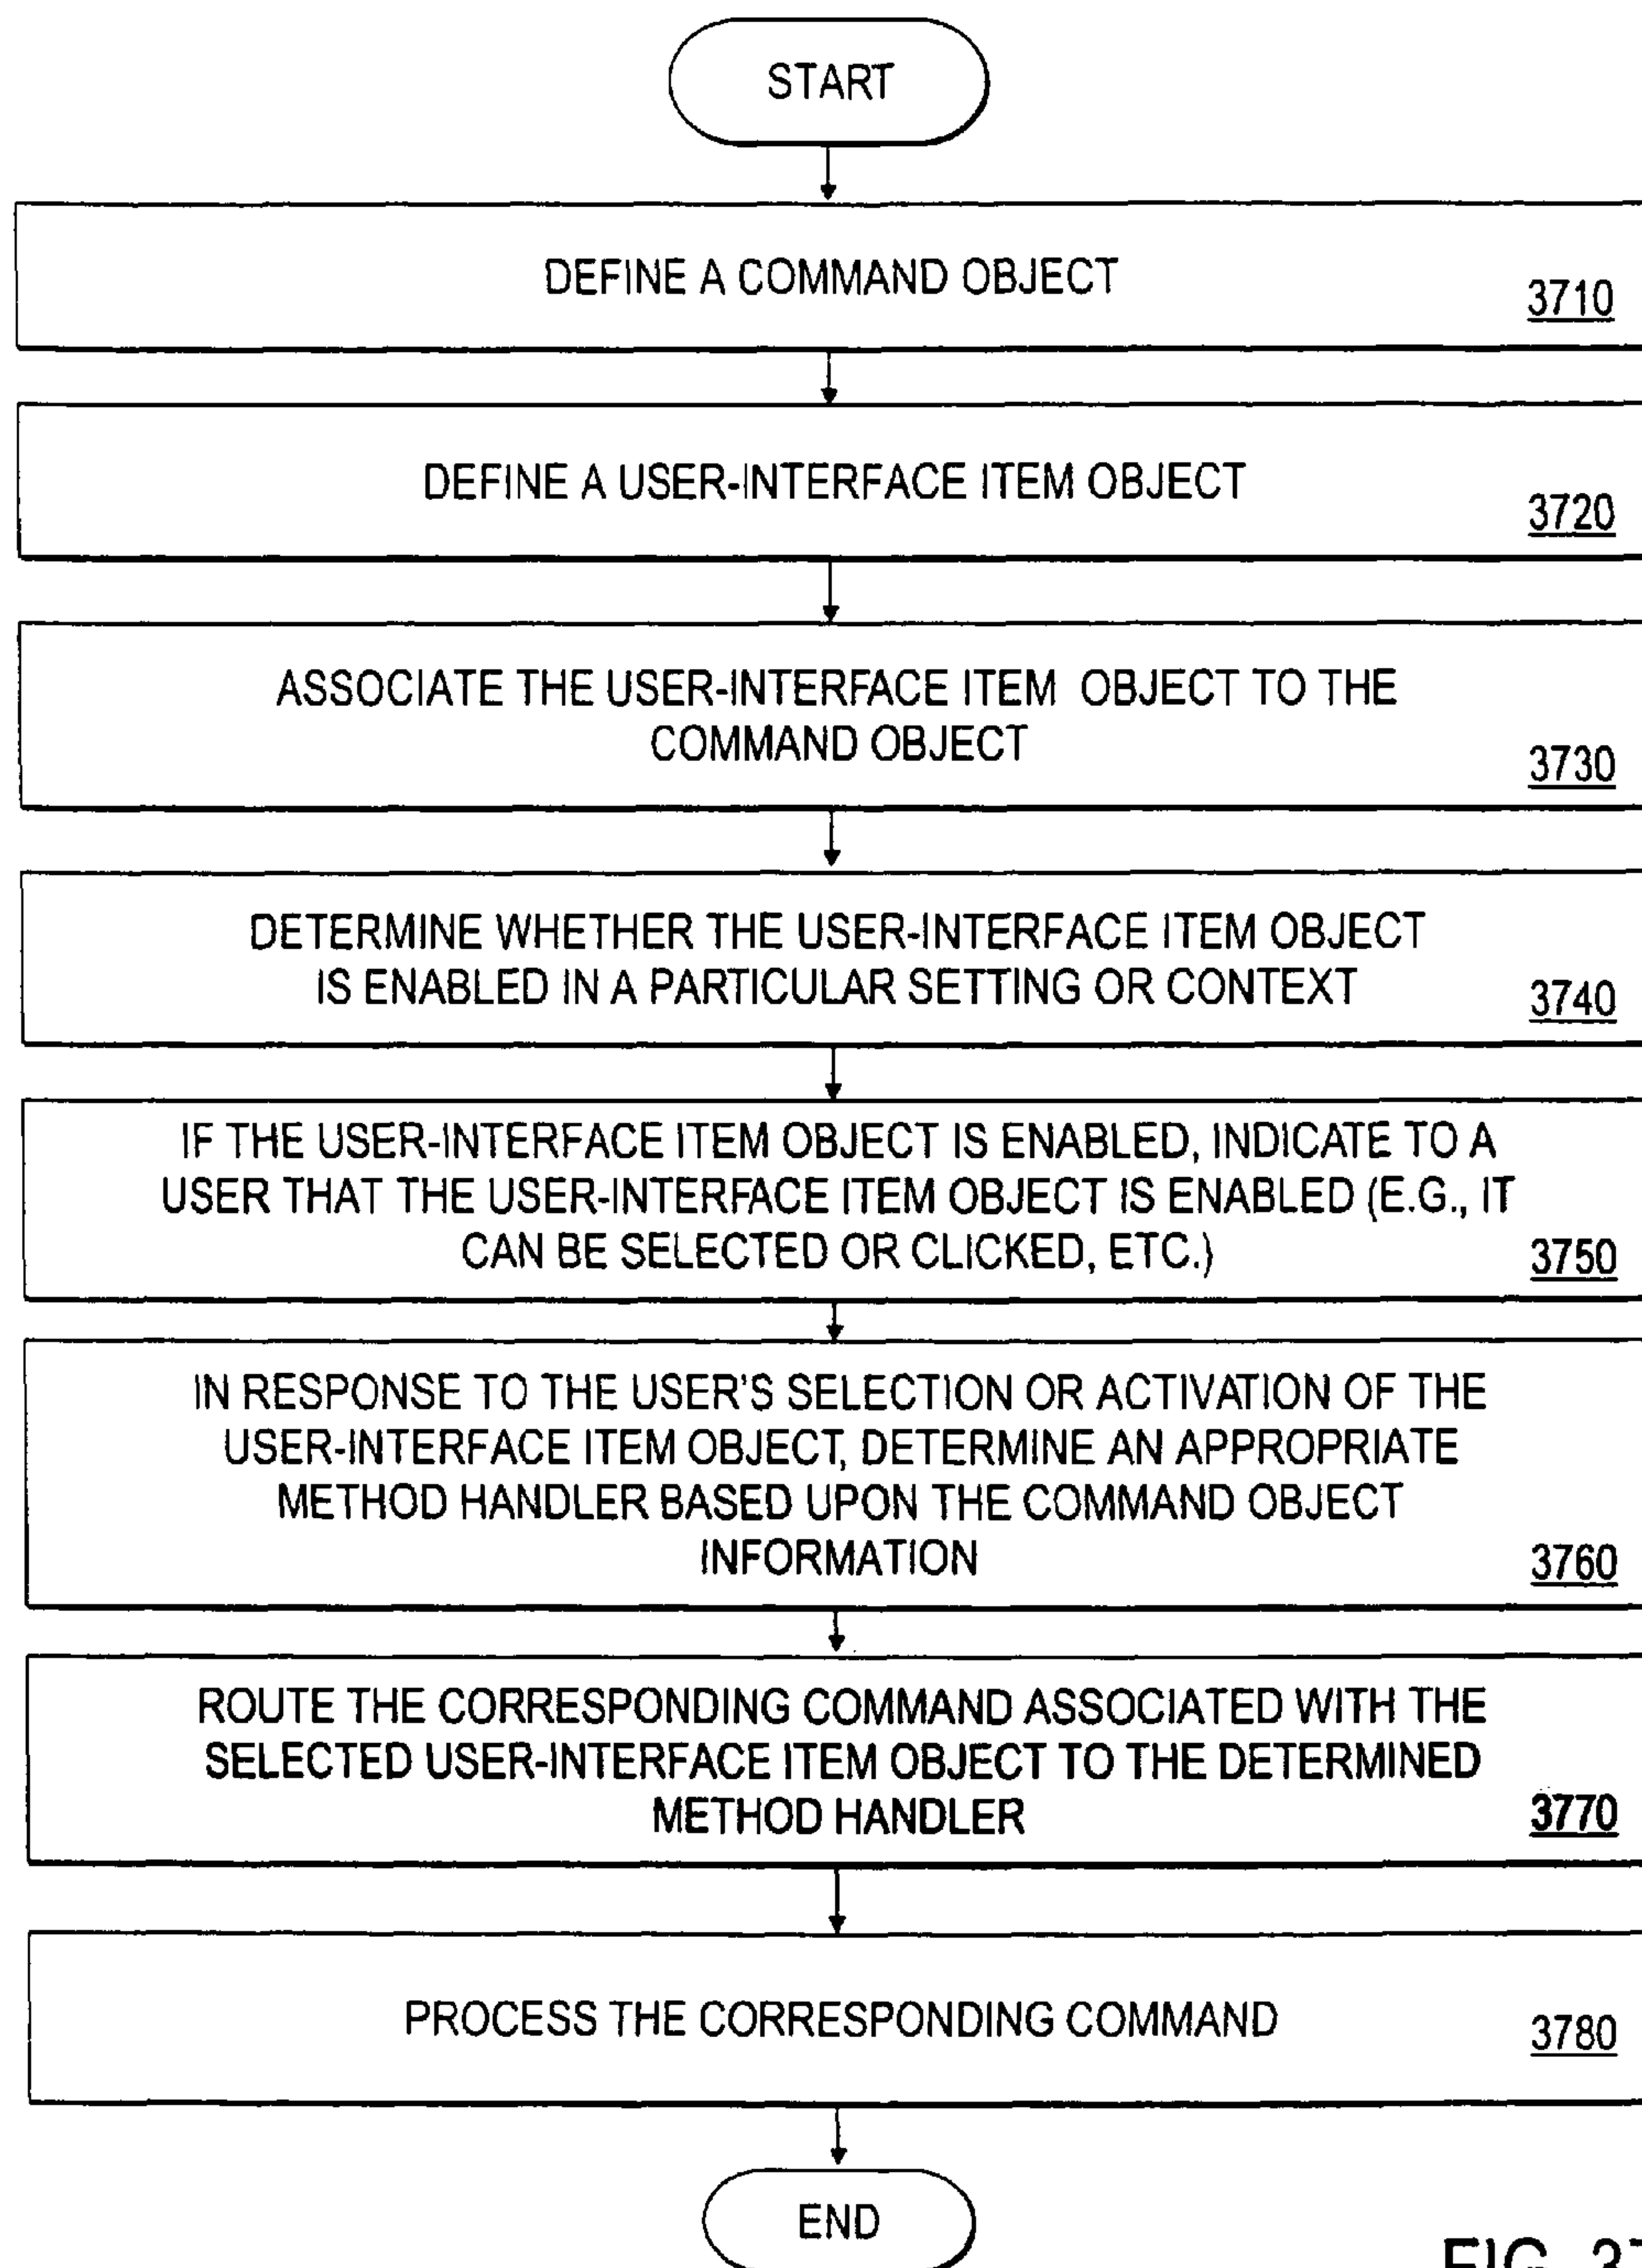 START
DEFINE A COMMAND OBJECT
3710
DEFINE A USER-INTERFACE ITEM OBJECT
3720
ASSOCIATE THE USER-INTERFACE ITEM OBJECT TO THE
COMMAND OBJECT
3730
DETERMINE WHETHER THE USER-INTERFACE ITEM OBJECT
IS ENABLED IN A PARTICULAR SETTING OR CONTEXT
3740
IF THE USER-INTERFACE ITEM OBJECT IS ENABLED, INDICATE TO A
USER THAT THE USER-INTERFACE ITEM OBJECT IS ENABLED (E.G., IT
CAN BE SELECTED OR CLICKED, ETC.)
3750
IN RESPONSE TO THE USER'S SELECTION OR ACTIVATION OF THE
USER-INTERFACE ITEM OBJECT, DETERMINE AN APPROPRIATE
METHOD HANDLER BASED UPON THE COMMAND OBJECT
INFORMATION
3760
ROUTE THE CORRESPONDING COMMAND ASSOCIATED WITH THE
SELECTED USER-INTERFACE ITEM OBJECT TO THE DETERMINED
METHOD HANDLER
3770
PROCESS THE CORRESPONDING COMMAND
3780
END
FIG. 37